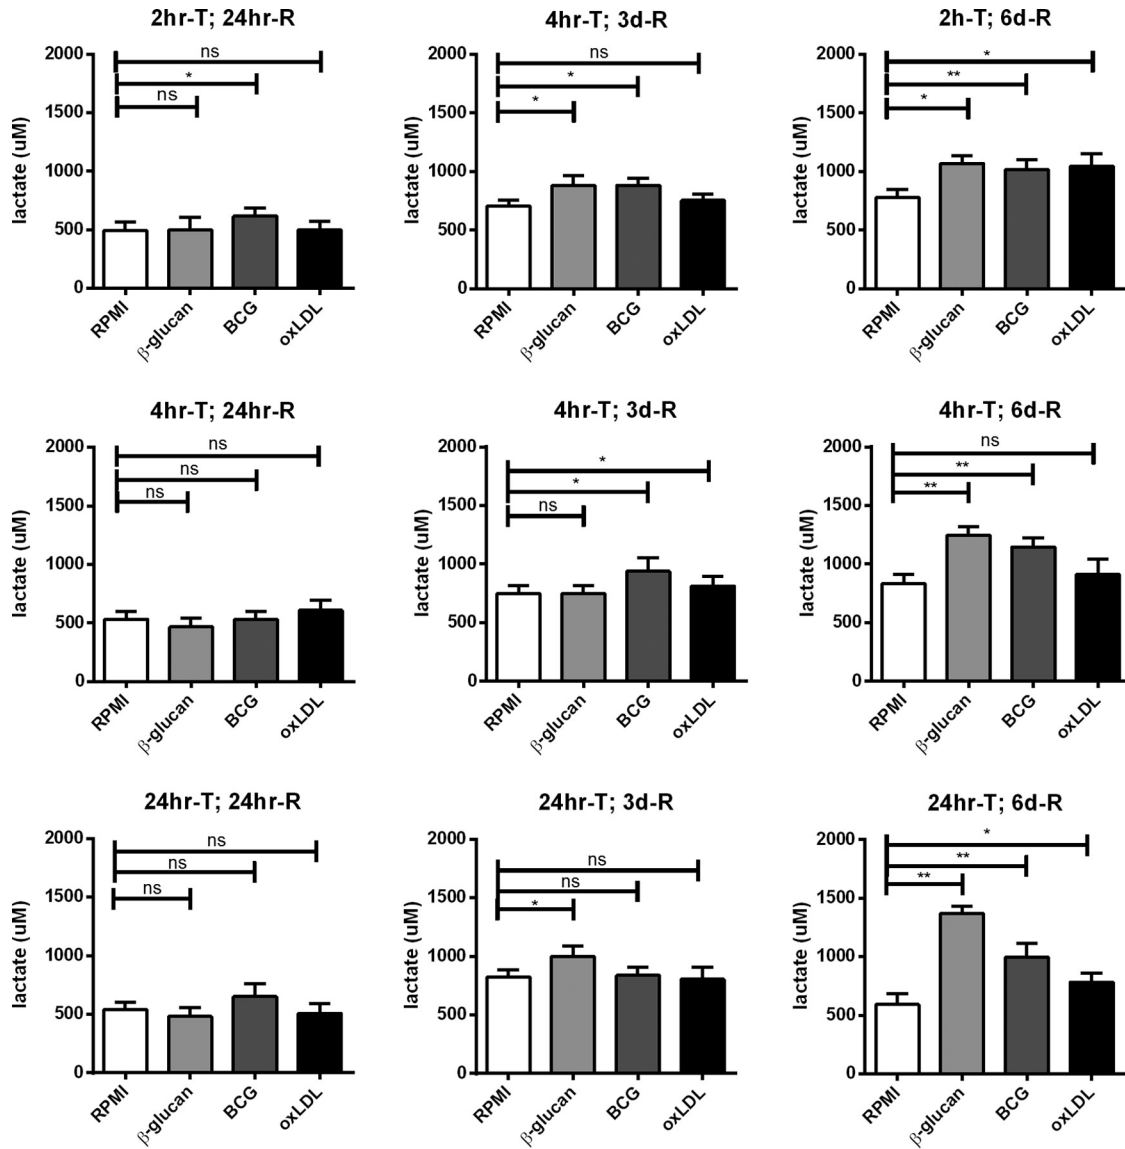 2hr-T; 24hr-R
lactate (uM)
2000
1500
1000
500
0
ns
*
ns
RPMI
β-glucan
BCG
oxLDL
4hr-T; 3d-R
lactate (uM)
2000
1500
1000
500
0
ns
*
*
RPMI
β-glucan
BCG
oxLDL
2h-T; 6d-R
lactate (uM)
2000
1500
1000
500
0
*
**
*
RPMI
β-glucan
BCG
oxLDL
4hr-T; 24hr-R
lactate (uM)
2000
1500
1000
500
0
ns
ns
ns
RPMI
β-glucan
BCG
oxLDL
4hr-T; 3d-R
lactate (uM)
2000
1500
1000
500
0
*
*
ns
RPMI
β-glucan
BCG
oxLDL
4hr-T; 6d-R
lactate (uM)
2000
1500
1000
500
0
ns
**
**
RPMI
β-glucan
BCG
oxLDL
24hr-T; 24hr-R
lactate (uM)
2000
1500
1000
500
0
ns
ns
ns
RPMI
β-glucan
BCG
oxLDL
24hr-T; 3d-R
lactate (uM)
2000
1500
1000
500
0
ns
ns
*
RPMI
β-glucan
BCG
oxLDL
24hr-T; 6d-R
lactate (uM)
2000
1500
1000
500
0
*
**
**
RPMI
β-glucan
BCG
oxLDL